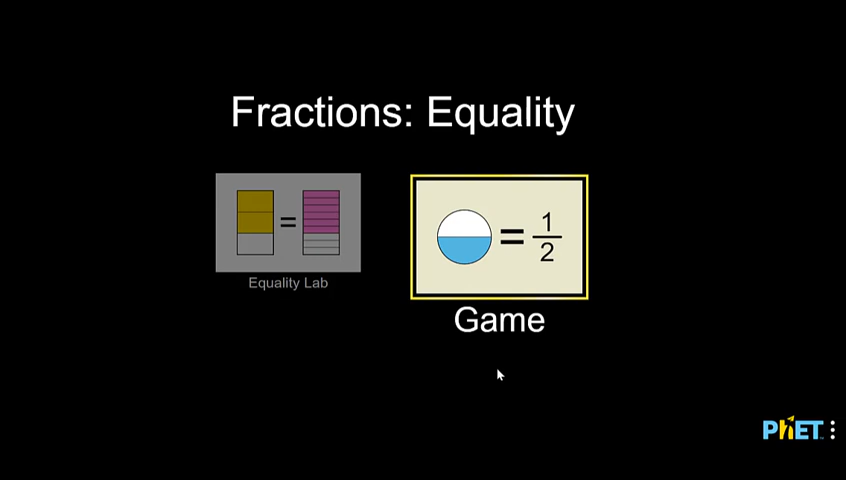 Fractions: Equality
=
= 1/2
Equality Lab
Game
PhET